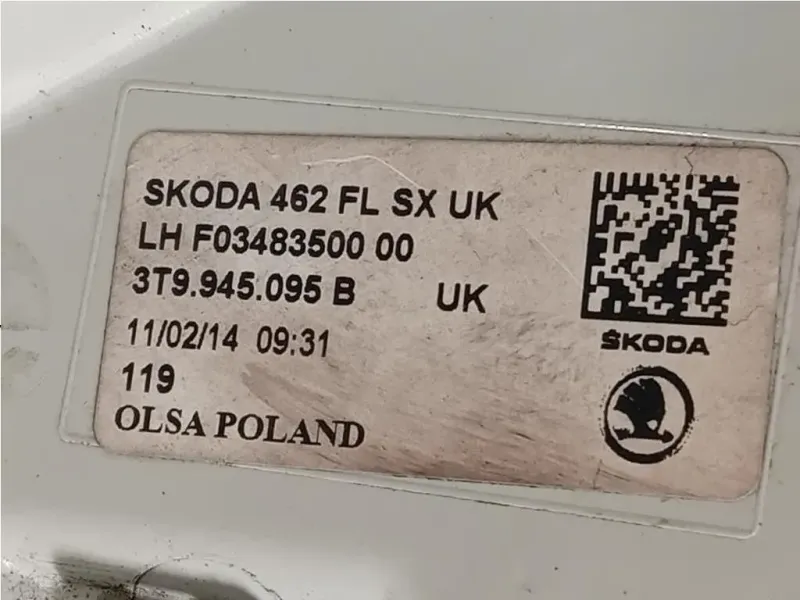 SKODA 462 FL SX UK
LH F03483500 00
3T9.945.095 B UK
11/02/14 09:31
119
OLSA POLAND
ŠKODA